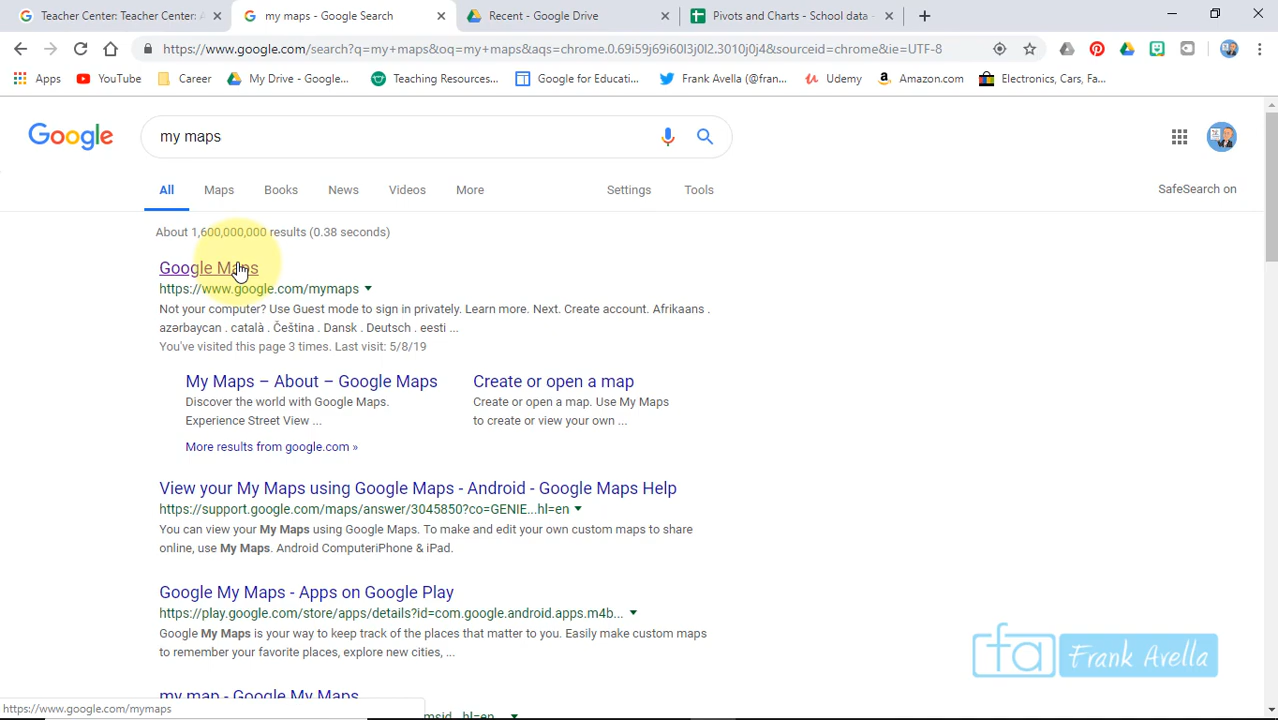 Teacher Center: Teacher Center: A
my maps - Google Search
Recent - Google Drive
Pivots and Charts - School data -
https://www.google.com/search?q=my+maps&oq=my+maps&aqs=chrome.0.69i59j69i60l3j0l2.3010j0j4&sourceid=chrome&ie=UTF-8
Apps
YouTube
Career
My Drive - Google...
Teaching Resources...
Google for Educati...
Frank Avella (@fran...
Udemy
Amazon.com
Electronics, Cars, Fa...
Google
my maps
All
Maps
Books
News
Videos
More
Settings
Tools
SafeSearch on
About 1,600,000,000 results (0.38 seconds)
Google Maps
https://www.google.com/mymaps
Not your computer? Use Guest mode to sign in privately. Learn more. Next. Create account. Afrikaans .
azərbaycan . català . Čeština . Dansk . Deutsch . eesti ...
You've visited this page 3 times. Last visit: 5/8/19
My Maps – About – Google Maps
Discover the world with Google Maps.
Experience Street View ...
Create or open a map
Create or open a map. Use My Maps
to create or view your own ...
More results from google.com »
View your My Maps using Google Maps - Android - Google Maps Help
https://support.google.com/maps/answer/3045850?co=GENIE...hl=en
You can view your My Maps using Google Maps. To make and edit your own custom maps to share
online, use My Maps. Android ComputeriPhone & iPad.
Google My Maps - Apps on Google Play
https://play.google.com/store/apps/details?id=com.google.android.apps.m4b...
Google My Maps is your way to keep track of the places that matter to you. Easily make custom maps
to remember your favorite places, explore new cities, ...
fa Frank Avella
my map - Google My Maps
https://www.google.com/mymaps
msid...hl=en